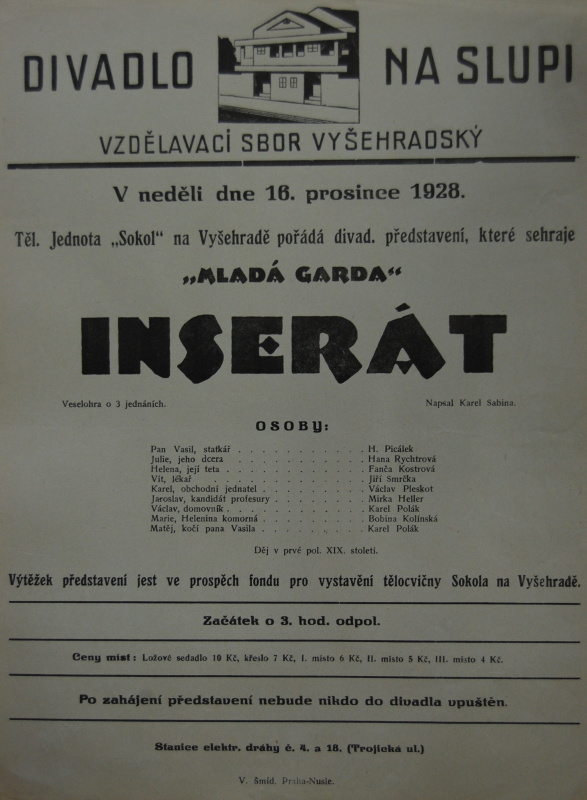 DIVADLO NA SLUPI
VZDĚLAVACÍ SBOR VYŠEHRADSKÝ
V neděli dne 16. prosince 1928.
Těl. Jednota „Sokol“ na Vyšehradě pořádá divad. představení, které sehraje
„MLADÁ GARDA“
INSERÁT
Veselohra o 3 jednáních. Napsal Karel Sabina.
OSOBY:
Pan Vasil, statkář . . . . . . . . . . . H. Picálek
Julie, jeho dcera . . . . . . . . . . . Hana Rychtrová
Helena, její teta . . . . . . . . . . . Fanča Kostrová
Vít, lékař . . . . . . . . . . . Jiří Smrčka
Karel, obchodní jednatel . . . . . . . . . Václav Pleskot
Jaroslav, kandidát profesury . . . . . . . . Mirka Heller
Václav, domovník . . . . . . . . . . . Karel Polák
Marie, Helenina komorná . . . . . . . . . Bobina Kolínská
Matěj, kočí pana Vasila . . . . . . . . . Karel Polák
Děj v prvé pol. XIX. století.
Výtěžek představení jest ve prospěch fondu pro vystavění tělocvičny Sokola na Vyšehradě.
Začátek o 3. hod. odpol.
Ceny míst: Ložové sedadlo 10 Kč, křeslo 7 Kč, I. místo 6 Kč, II. místo 5 Kč, III. místo 4 Kč.
Po zahájení představení nebude nikdo do divadla vpuštěn.
Stanice elektr. dráhy č. 4. a 18. (Trojická ul.)
V. Šmíd, Praha-Nusle.